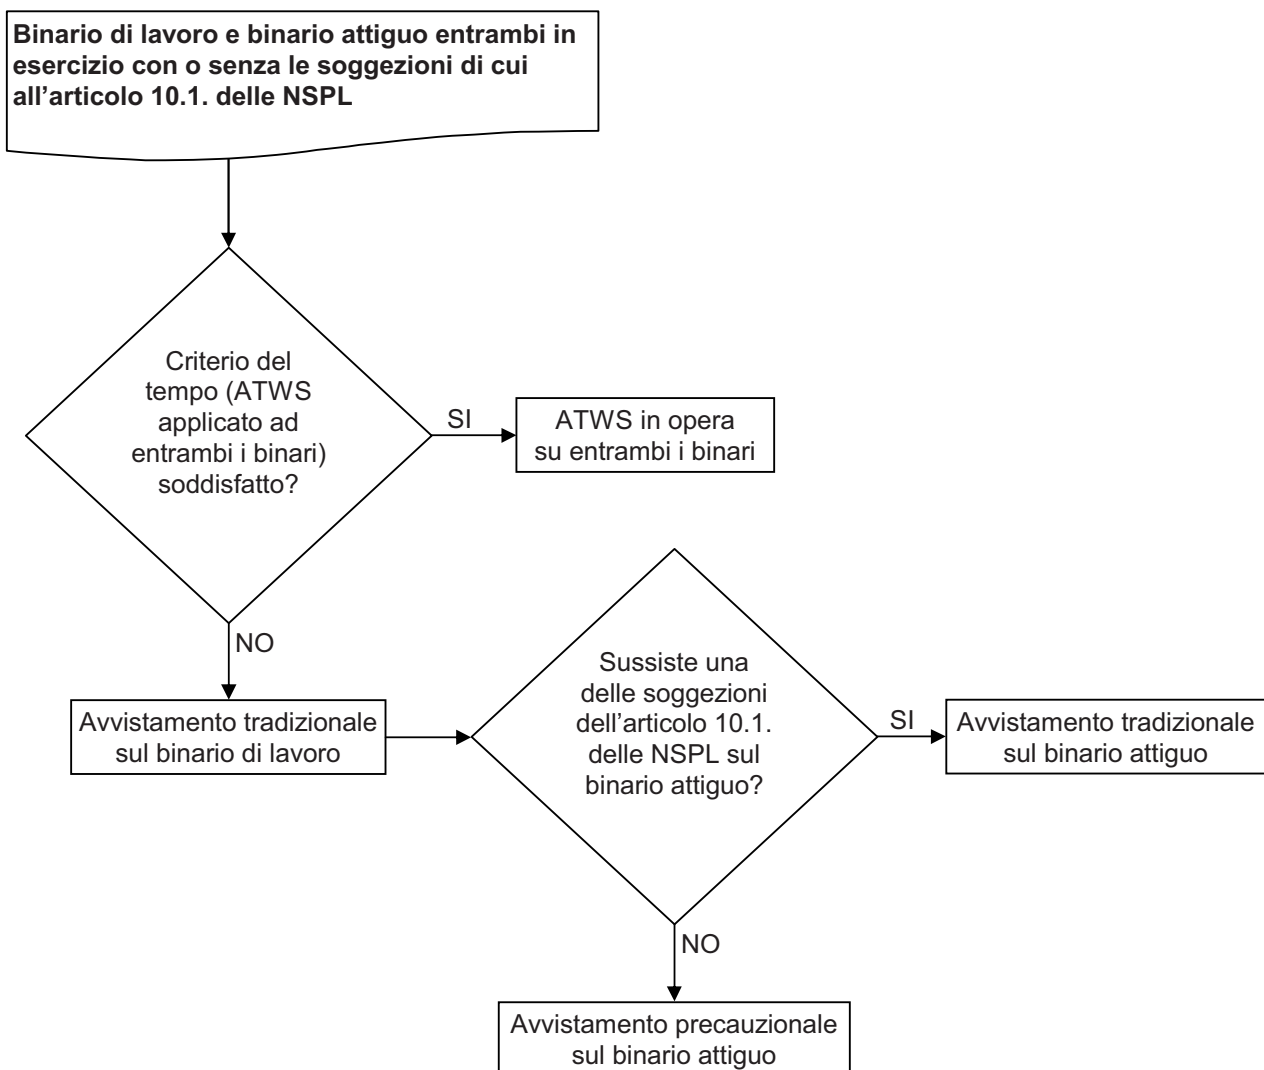 Binario di lavoro e binario attiguo entrambi in
esercizio con o senza le soggezioni di cui
all’articolo 10.1. delle NSPL
Criterio del
tempo (ATWS
applicato ad
entrambi i binari)
soddisfatto?
SI
ATWS in opera
su entrambi i binari
NO
Avvistamento tradizionale
sul binario di lavoro
Sussiste una
delle soggezioni
dell’articolo 10.1.
delle NSPL sul
binario attiguo?
SI
Avvistamento tradizionale
sul binario attiguo
NO
Avvistamento precauzionale
sul binario attiguo